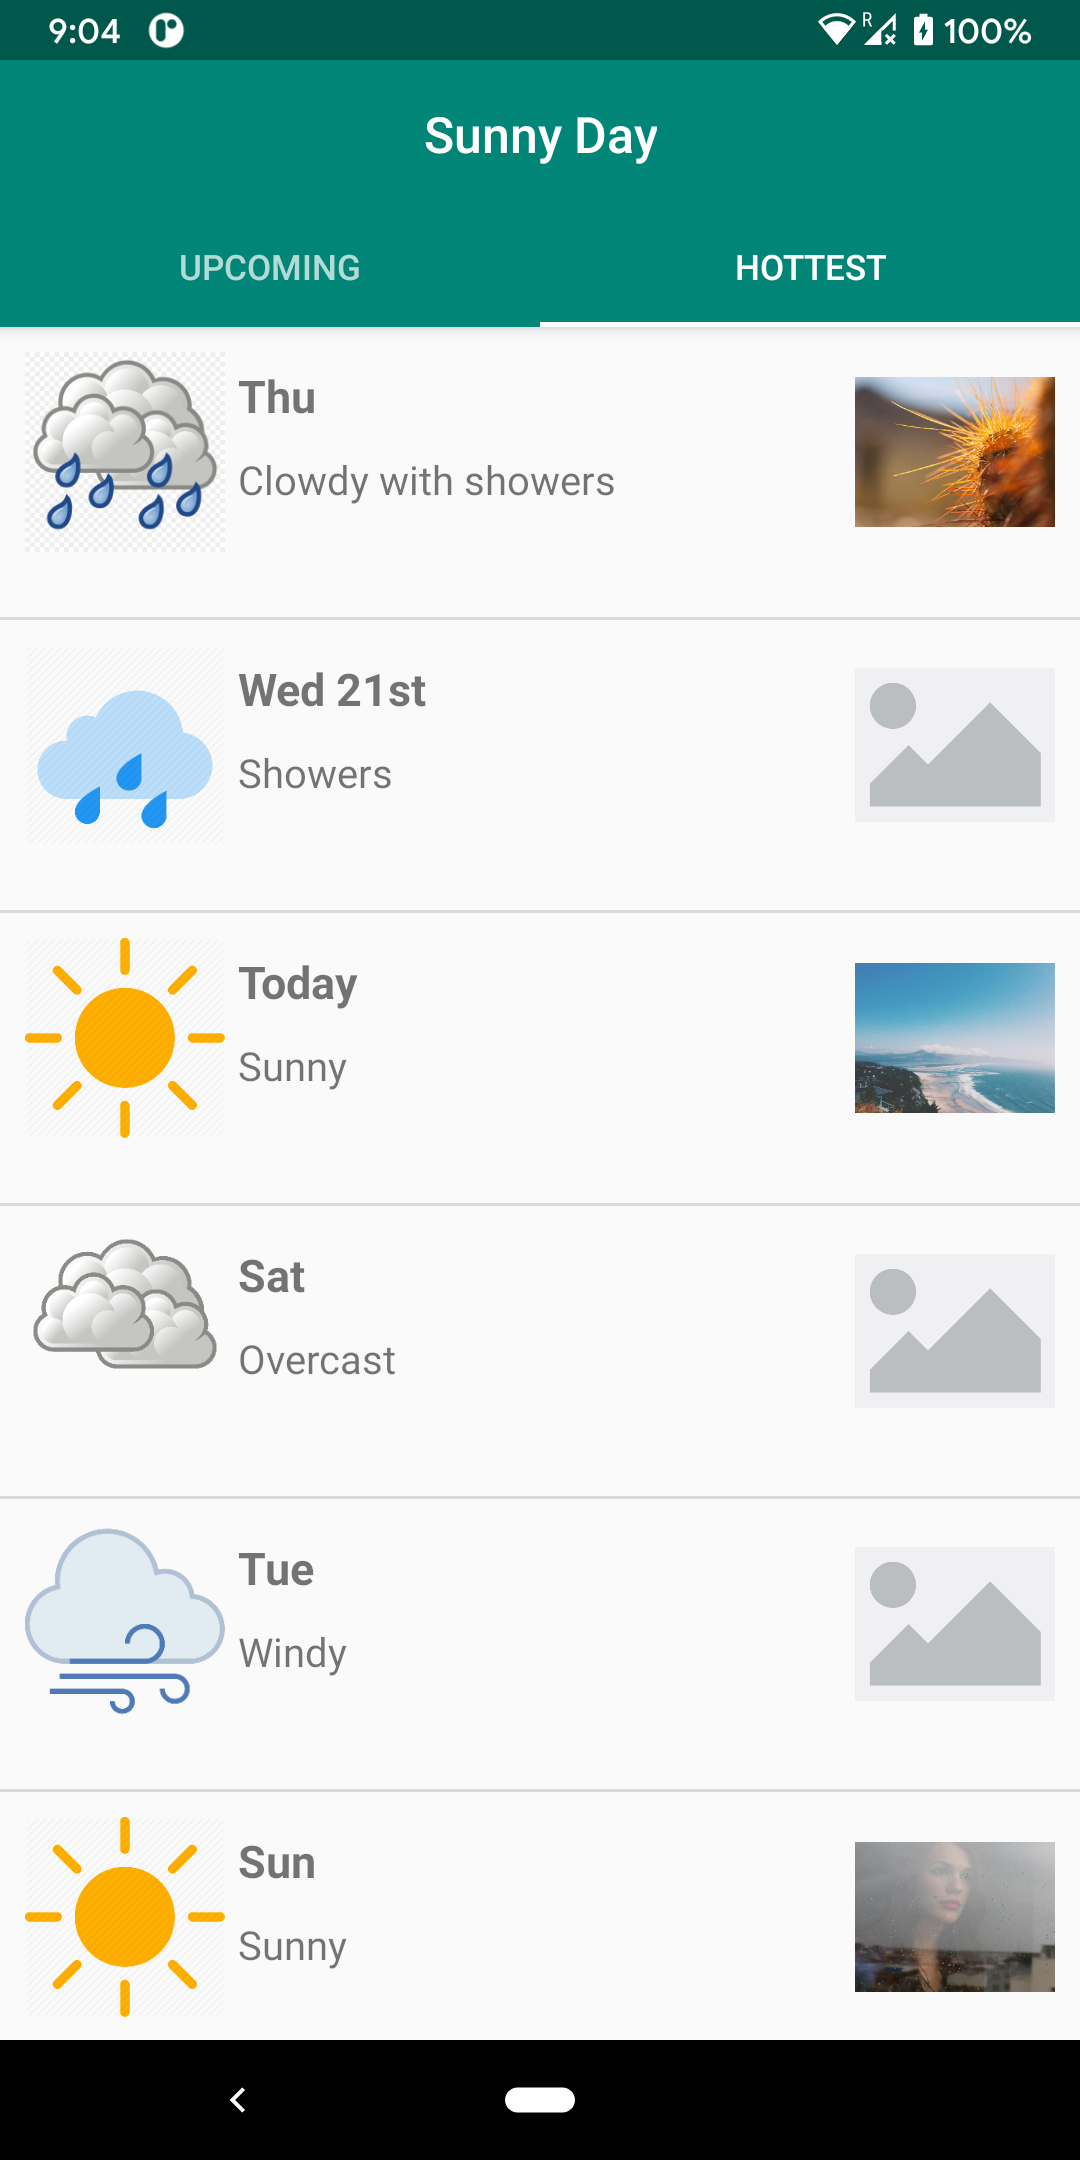 9:04
R
100%
Sunny Day
UPCOMING
HOTTEST
Thu
Clowdy with showers
Wed 21st
Showers
Today
Sunny
Sat
Overcast
Tue
Windy
Sun
Sunny